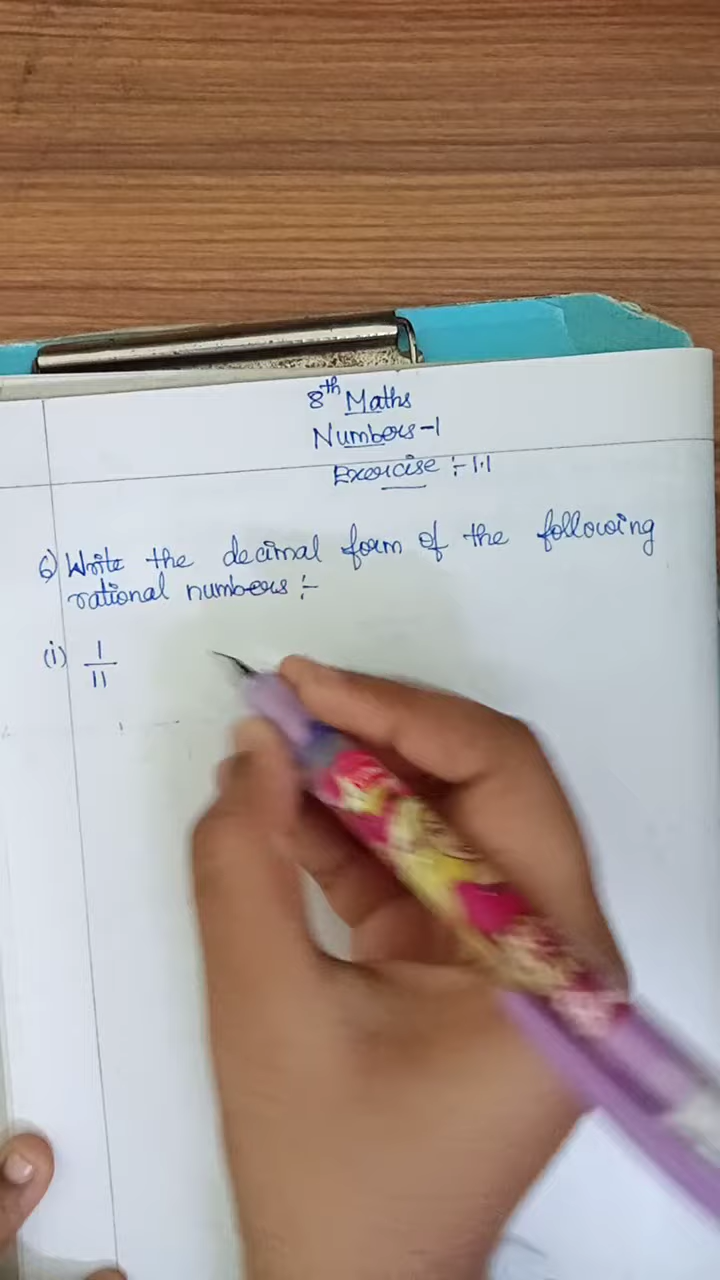 8th Maths
Numbers-1
Exercise :- 1.1
6) Write the decimal form of the following
rational numbers :-
(i) 1/11